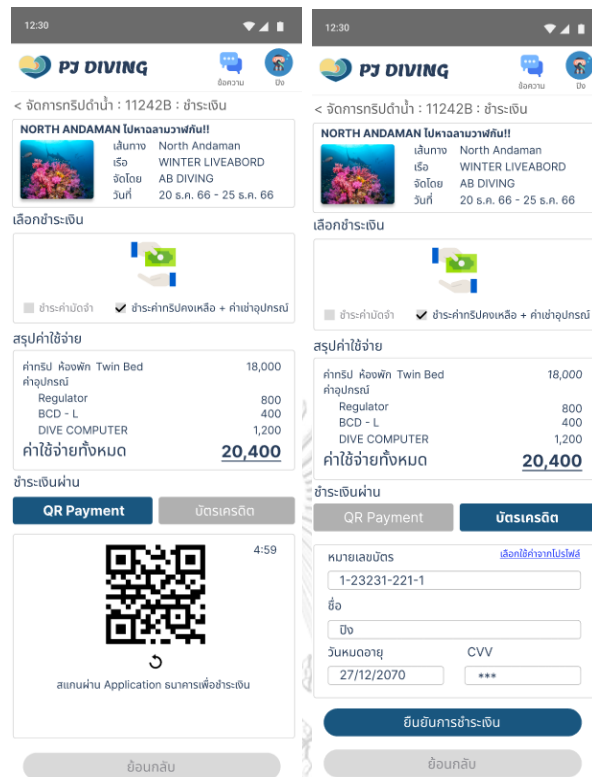 12:30
PJ DIVING
ข้อความ
ปัง
< จัดการทริปดำน้ำ : 11242B : ชำระเงิน
NORTH ANDAMAN ไปหาฉลามวาฬกัน!!
เส้นทาง North Andaman
เรือ WINTER LIVEABORD
จัดโดย AB DIVING
วันที่ 20 ธ.ค. 66 - 25 ธ.ค. 66
เลือกชำระเงิน
ชำระค่ามัดจำ ชำระค่าทริปคงเหลือ + ค่าเช่าอุปกรณ์
สรุปค่าใช้จ่าย
ค่าทริป ห้องพัก Twin Bed 18,000
ค่าอุปกรณ์
Regulator 800
BCD - L 400
DIVE COMPUTER 1,200
ค่าใช้จ่ายทั้งหมด 20,400
ชำระเงินผ่าน
QR Payment บัตรเครดิต
4:59
สแกนผ่าน Application ธนาคารเพื่อชำระเงิน
ย้อนกลับ
12:30
PJ DIVING
ข้อความ
ปัง
< จัดการทริปดำน้ำ : 11242B : ชำระเงิน
NORTH ANDAMAN ไปหาฉลามวาฬกัน!!
เส้นทาง North Andaman
เรือ WINTER LIVEABORD
จัดโดย AB DIVING
วันที่ 20 ธ.ค. 66 - 25 ธ.ค. 66
เลือกชำระเงิน
ชำระค่ามัดจำ ชำระค่าทริปคงเหลือ + ค่าเช่าอุปกรณ์
สรุปค่าใช้จ่าย
ค่าทริป ห้องพัก Twin Bed 18,000
ค่าอุปกรณ์
Regulator 800
BCD - L 400
DIVE COMPUTER 1,200
ค่าใช้จ่ายทั้งหมด 20,400
ชำระเงินผ่าน
QR Payment บัตรเครดิต
หมายเลขบัตร เลือกใช้ค่าจากโปรไฟล์
1-23231-221-1
ชื่อ
ปัง
วันหมดอายุ CVV
27/12/2070 ***
ยืนยันการชำระเงิน
ย้อนกลับ